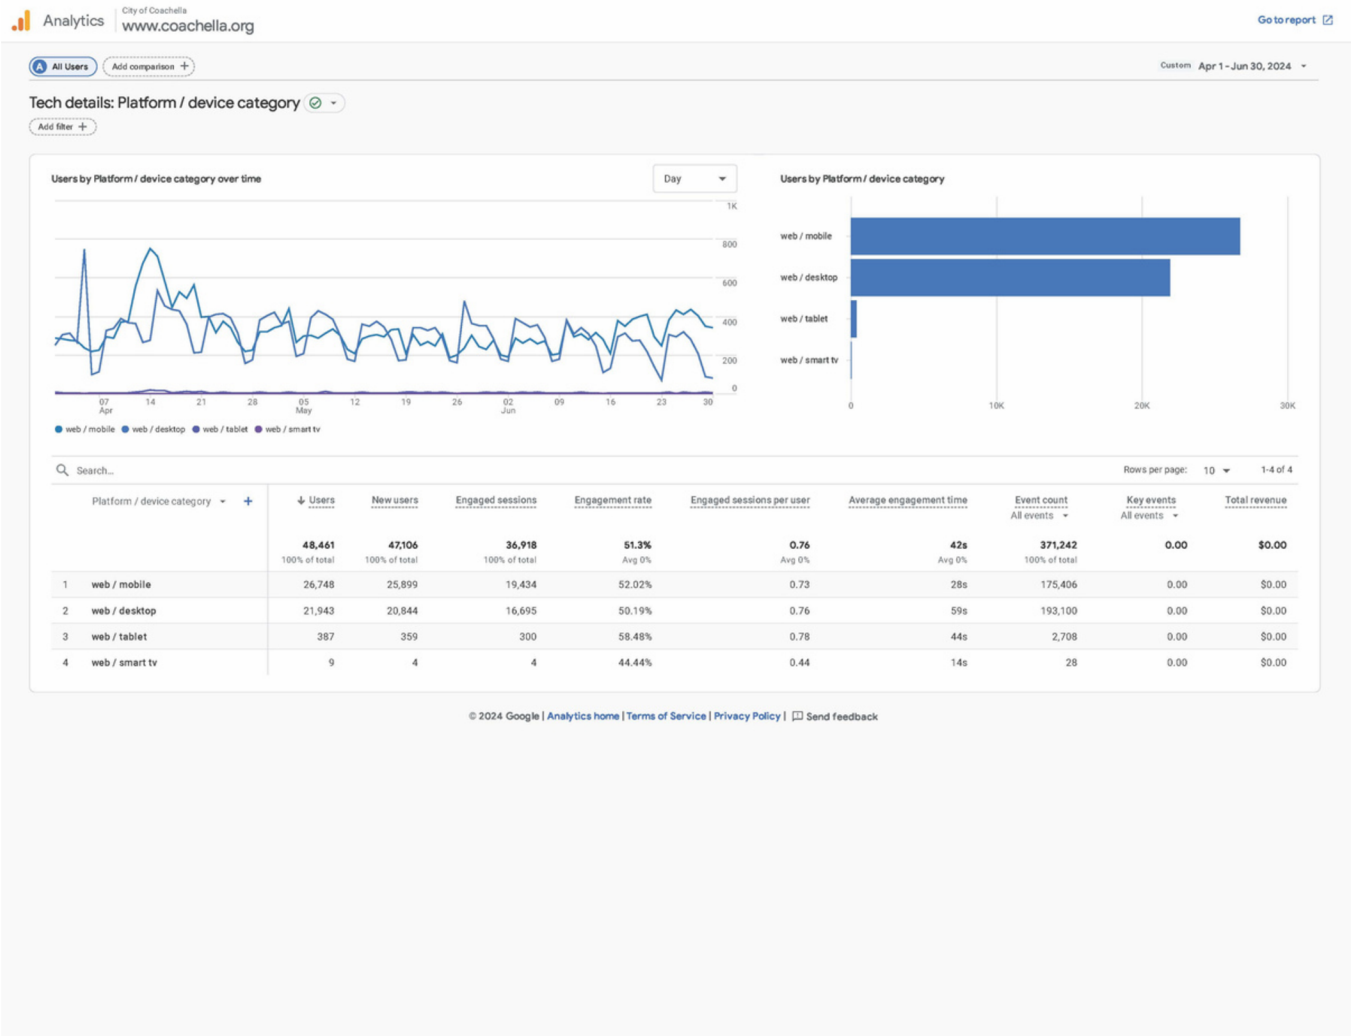 City of Coachella
Analytics
www.coachella.org
Go to report
A All Users
Add comparison +
Custom Apr 1 - Jun 30, 2024
Tech details: Platform / device category
Add filter +
Users by Platform / device category over time
Day
1K
800
600
400
200
0
07 14 21 28 05 12 19 26 02 09 16 23 30
Apr May Jun
web / mobile web / desktop web / tablet web / smart tv
Users by Platform / device category
web / mobile
web / desktop
web / tablet
web / smart tv
0 10K 20K 30K
Search...
Rows per page: 10 1-4 of 4
Platform / device category + Users New users Engaged sessions Engagement rate Engaged sessions per user Average engagement time Event count Key events Total revenue
All events All events
48,461 47,106 36,918 51.3% 0.76 42s 371,242 0.00 $0.00
100% of total 100% of total 100% of total Avg 0% Avg 0% Avg 0% 100% of total
1 web / mobile 26,748 25,899 19,434 52.02% 0.73 28s 175,406 0.00 $0.00
2 web / desktop 21,943 20,844 16,695 50.19% 0.76 59s 193,100 0.00 $0.00
3 web / tablet 387 359 300 58.48% 0.78 44s 2,708 0.00 $0.00
4 web / smart tv 9 4 4 44.44% 0.44 14s 28 0.00 $0.00
© 2024 Google | Analytics home | Terms of Service | Privacy Policy | Send feedback